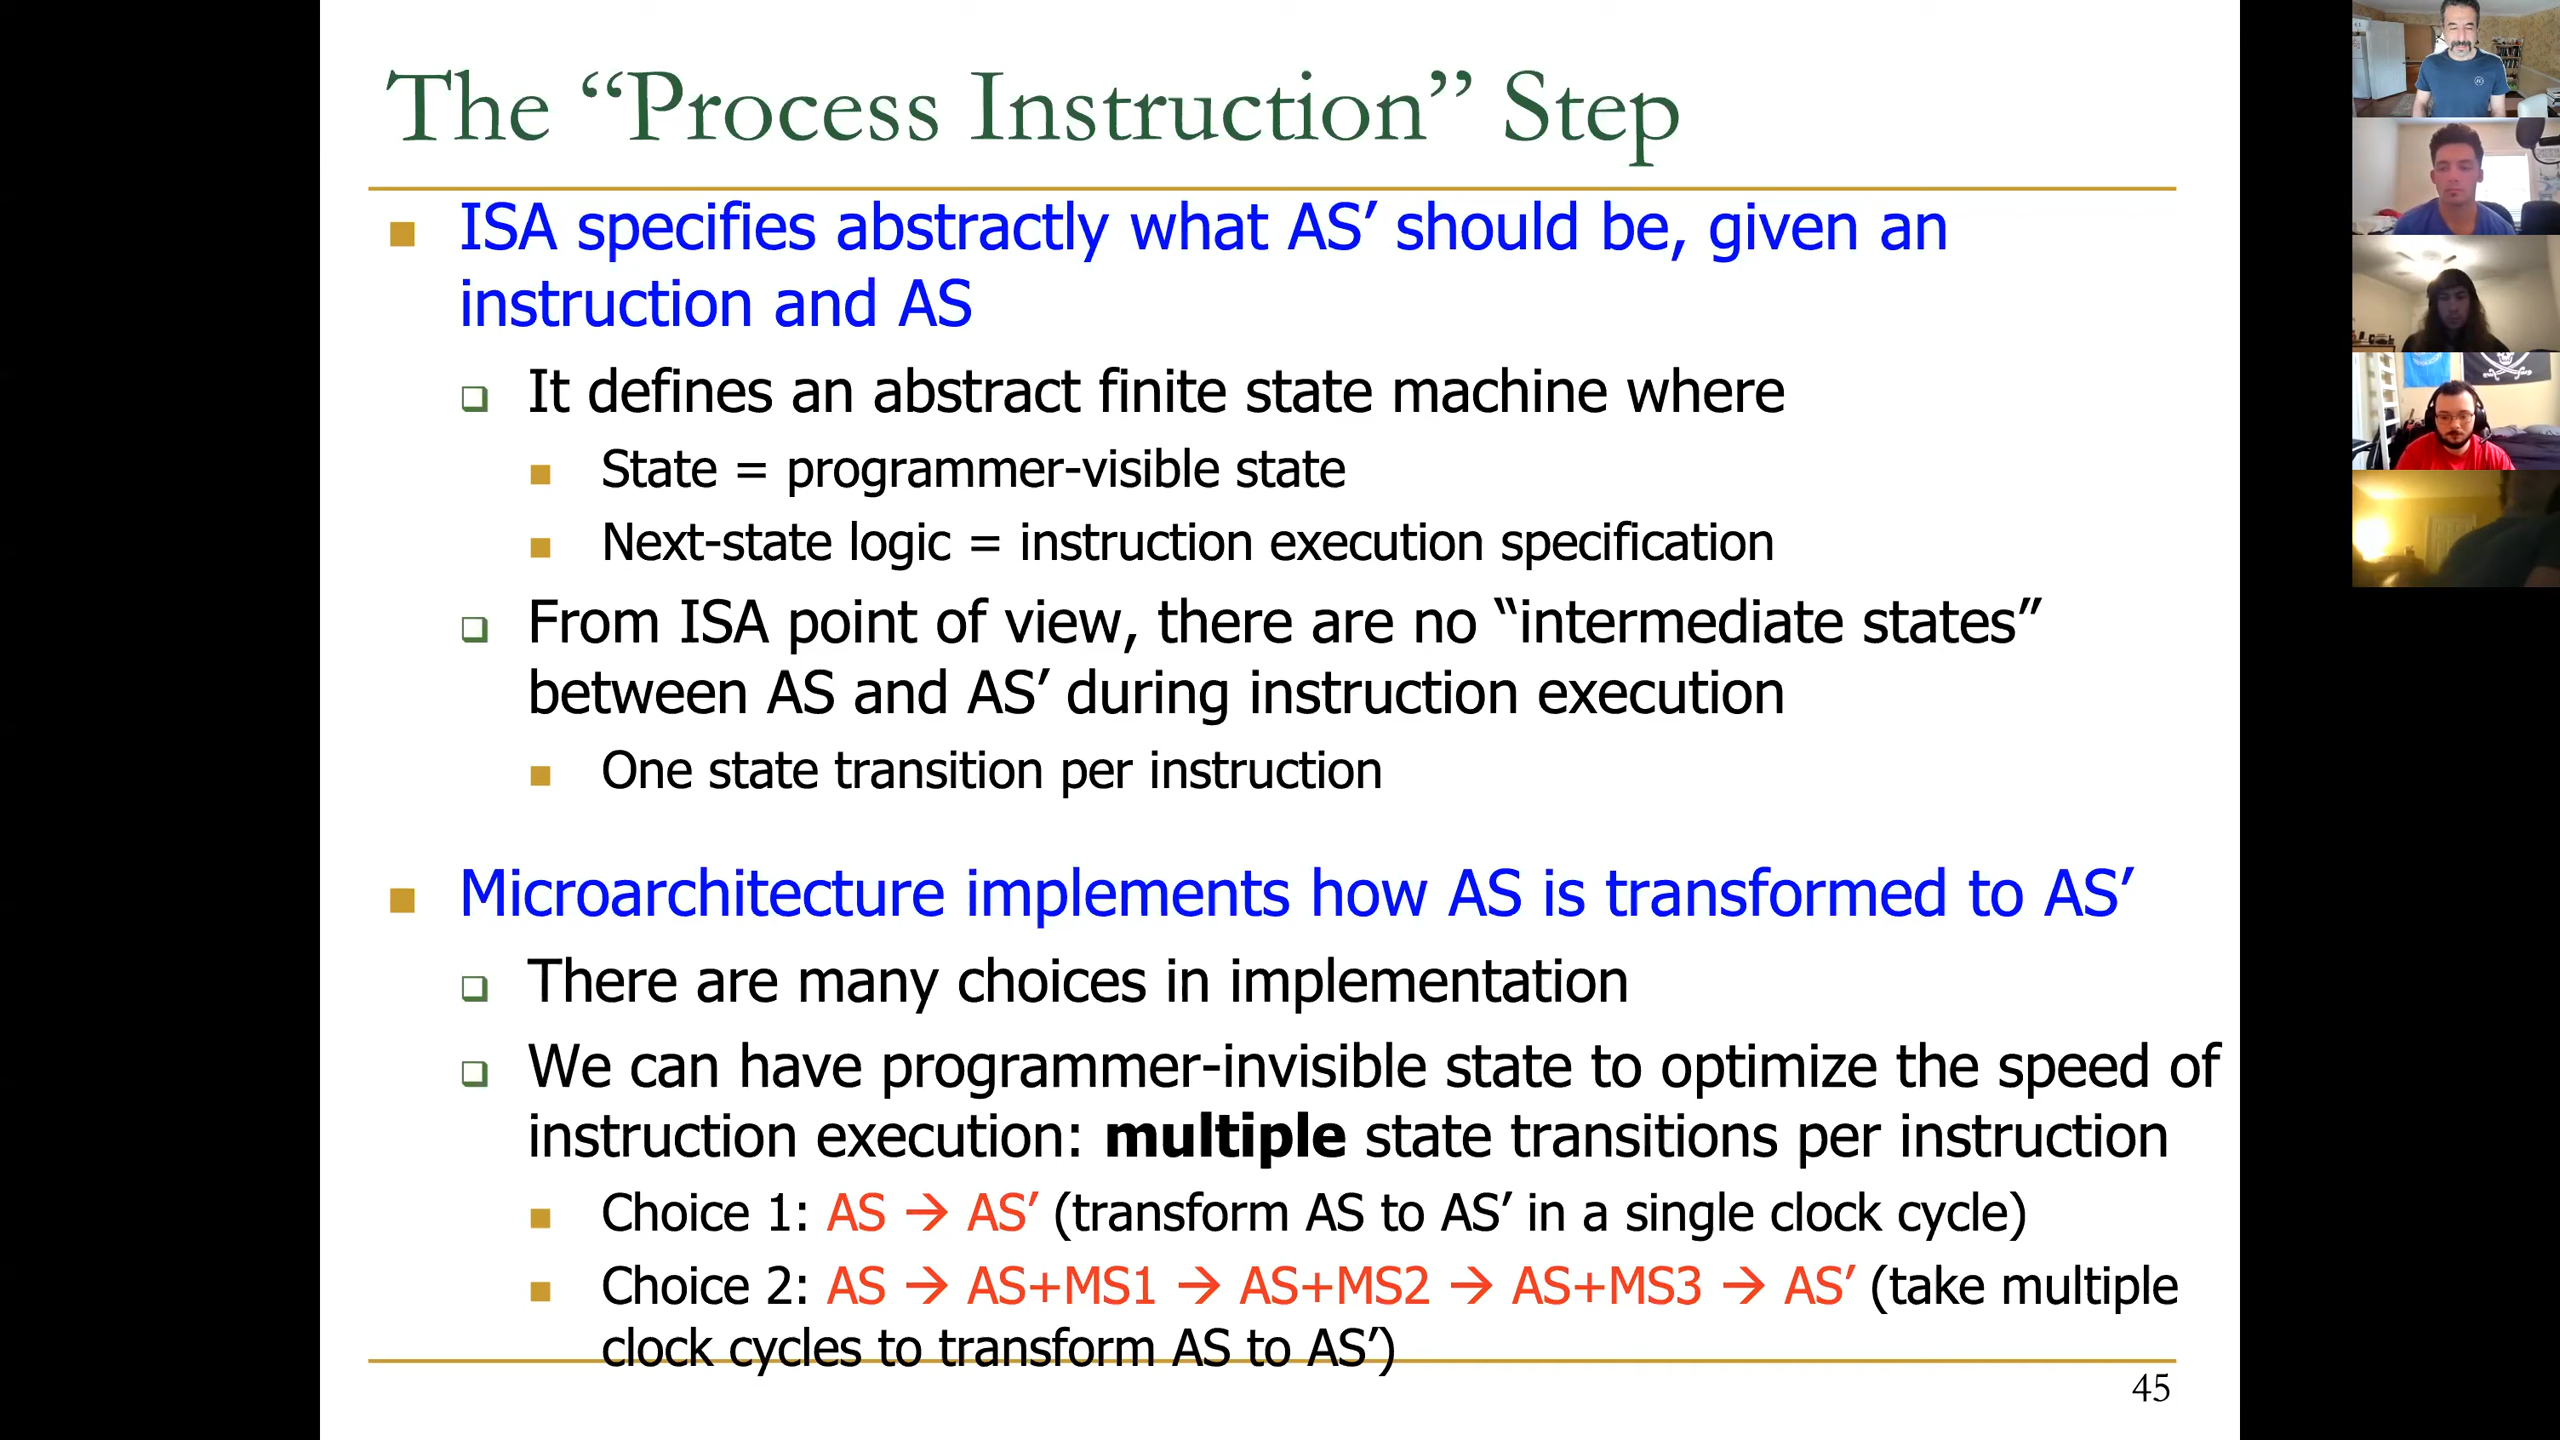 The “Process Instruction” Step
ISA specifies abstractly what AS’ should be, given an
instruction and AS
It defines an abstract finite state machine where
State = programmer-visible state
Next-state logic = instruction execution specification
From ISA point of view, there are no “intermediate states”
between AS and AS’ during instruction execution
One state transition per instruction
Microarchitecture implements how AS is transformed to AS’
There are many choices in implementation
We can have programmer-invisible state to optimize the speed of
instruction execution: multiple state transitions per instruction
Choice 1: AS → AS’ (transform AS to AS’ in a single clock cycle)
Choice 2: AS → AS+MS1 → AS+MS2 → AS+MS3 → AS’ (take multiple
clock cycles to transform AS to AS’)
45